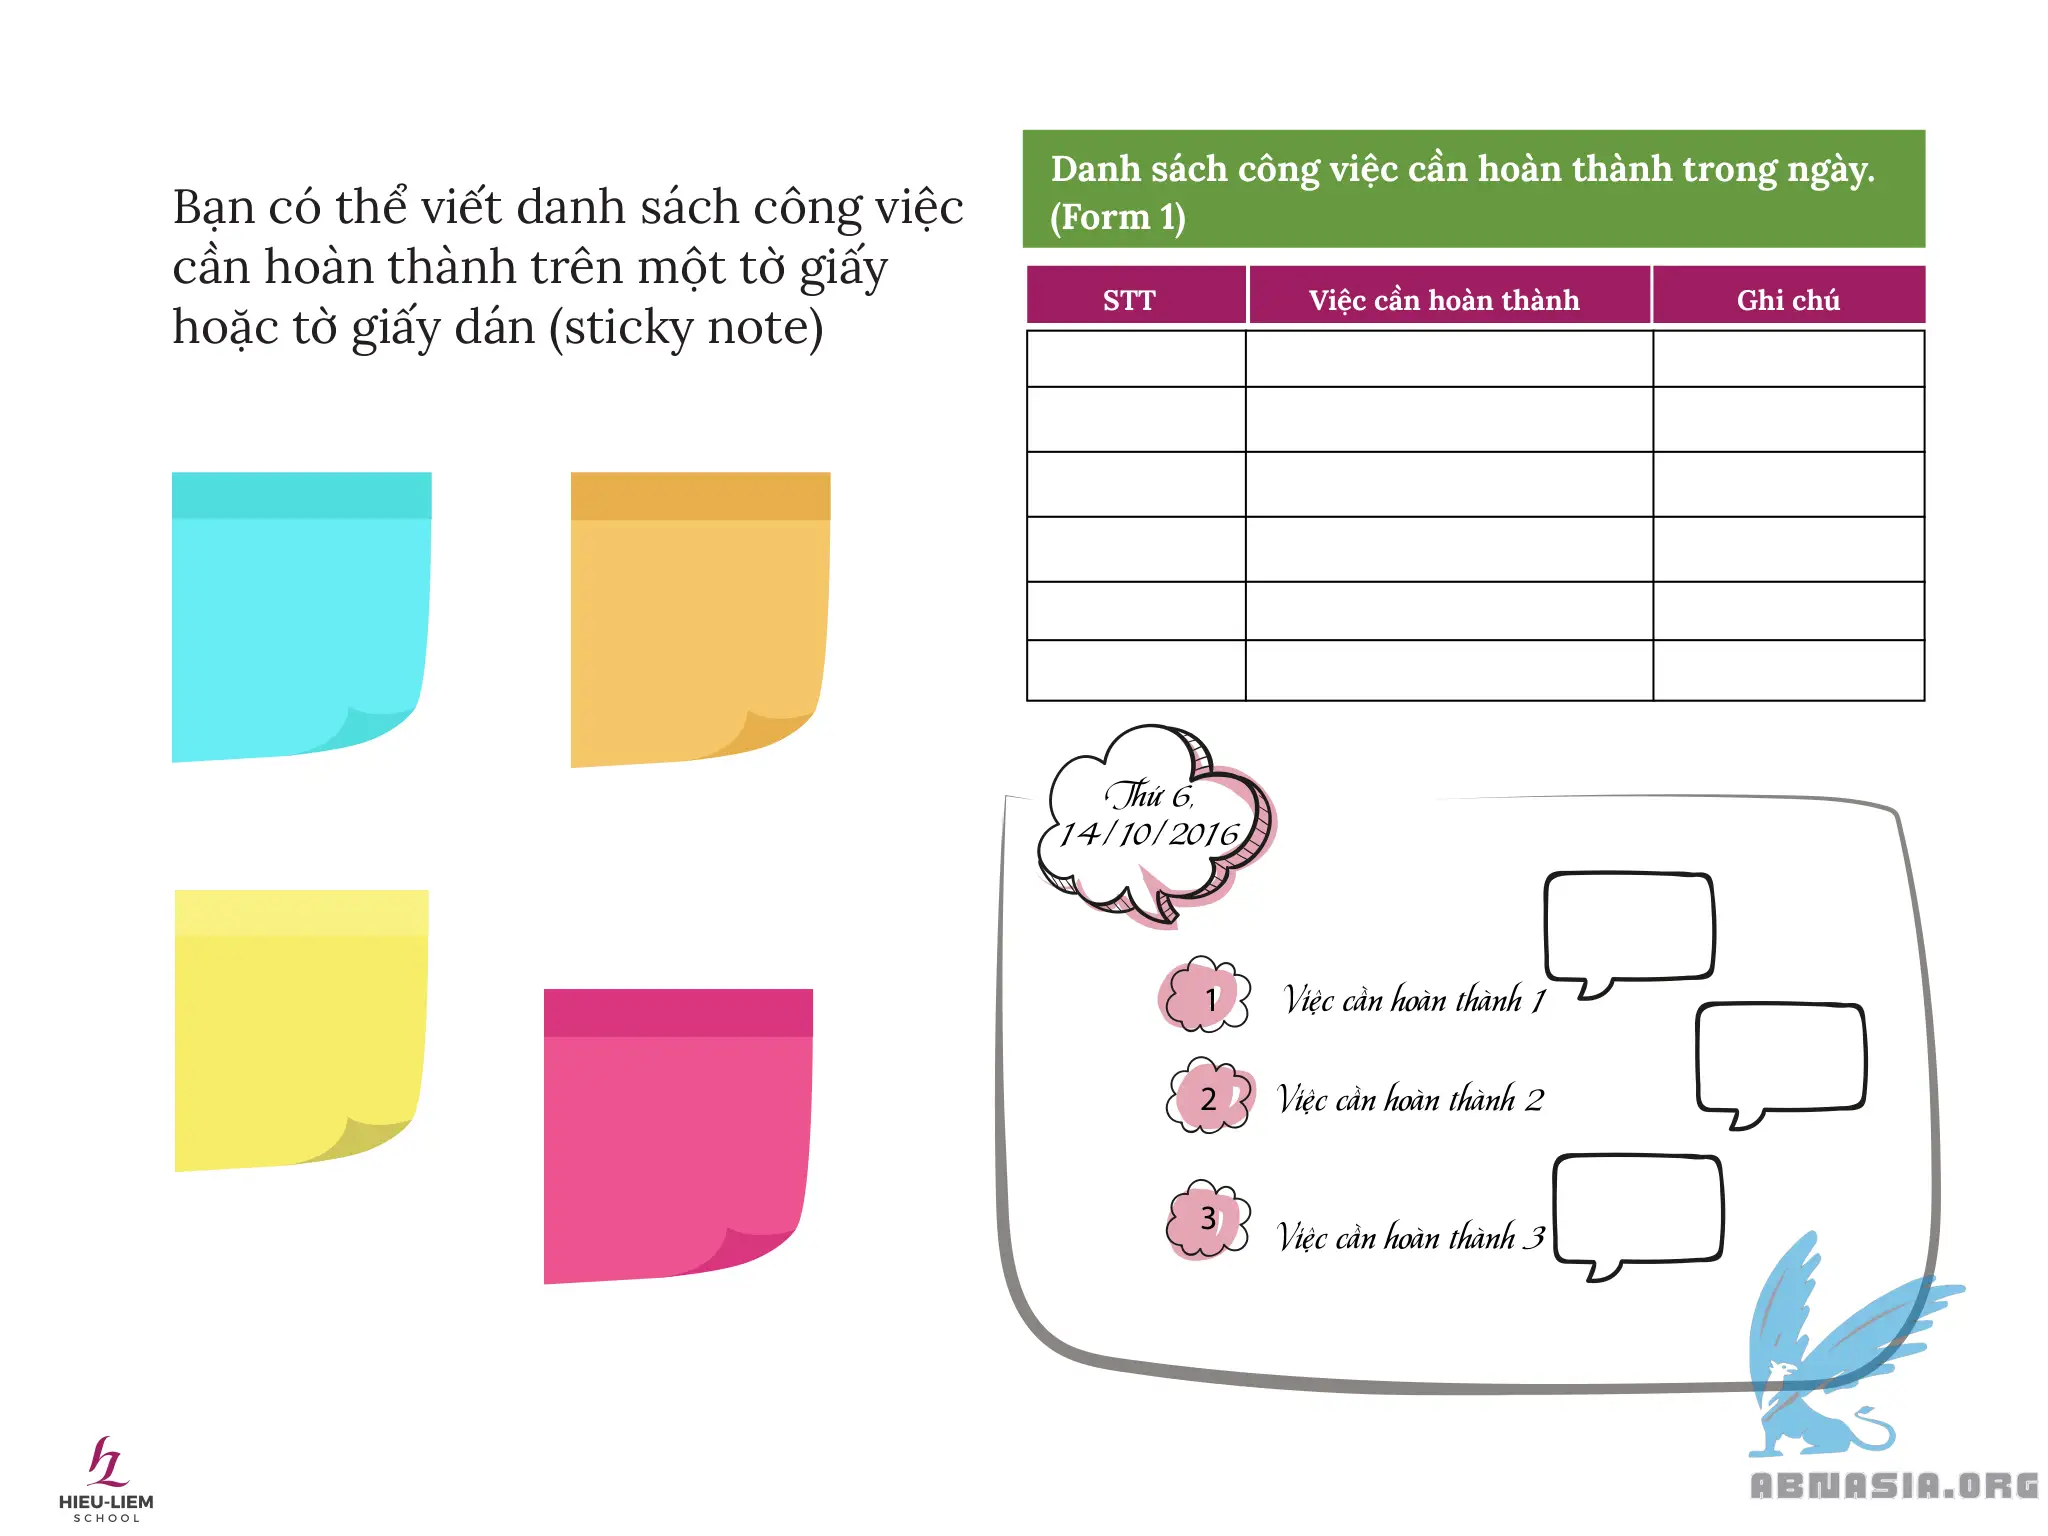 Bạn có thể viết danh sách công việc
cần hoàn thành trên một tờ giấy
hoặc tờ giấy dán (sticky note)
Danh sách công việc cần hoàn thành trong ngày.
(Form 1)
STT Việc cần hoàn thành Ghi chú
Thứ 6,
14/10/2016
1 Việc cần hoàn thành 1
2 Việc cần hoàn thành 2
3 Việc cần hoàn thành 3
HIEU-LIEM
SCHOOL
ABNASIA.ORG